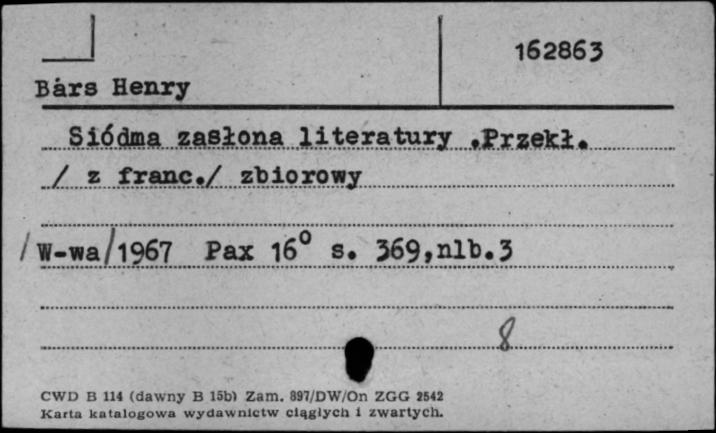 162863
Bárs Henry
Siódma zasłona literatury .Przekł.
/ z franc./ zbiorowy
/W-wa/1967 Pax 16° s. 369,nlb.3
8
CWD B 114 (dawny B 15b) Zam. 897/DW/On ZGG 2542
Karta katalogowa wydawnictw ciągłych i zwartych.